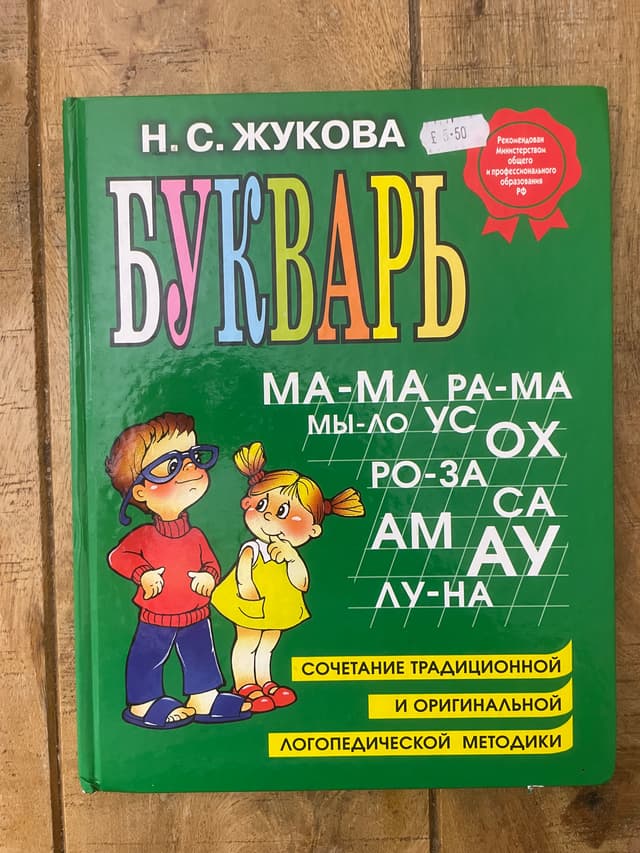 Н. С. ЖУКОВА
£ 5·50
Рекомендован
Министерством
общего
и профессионального
образования
РФ
БУКВАРЬ
МА-МА РА-МА
МЫ-ЛО УС
ОХ
РО-ЗА
СА
АМ
АУ
ЛУ-НА
СОЧЕТАНИЕ ТРАДИЦИОННОЙ
И ОРИГИНАЛЬНОЙ
ЛОГОПЕДИЧЕСКОЙ МЕТОДИКИ